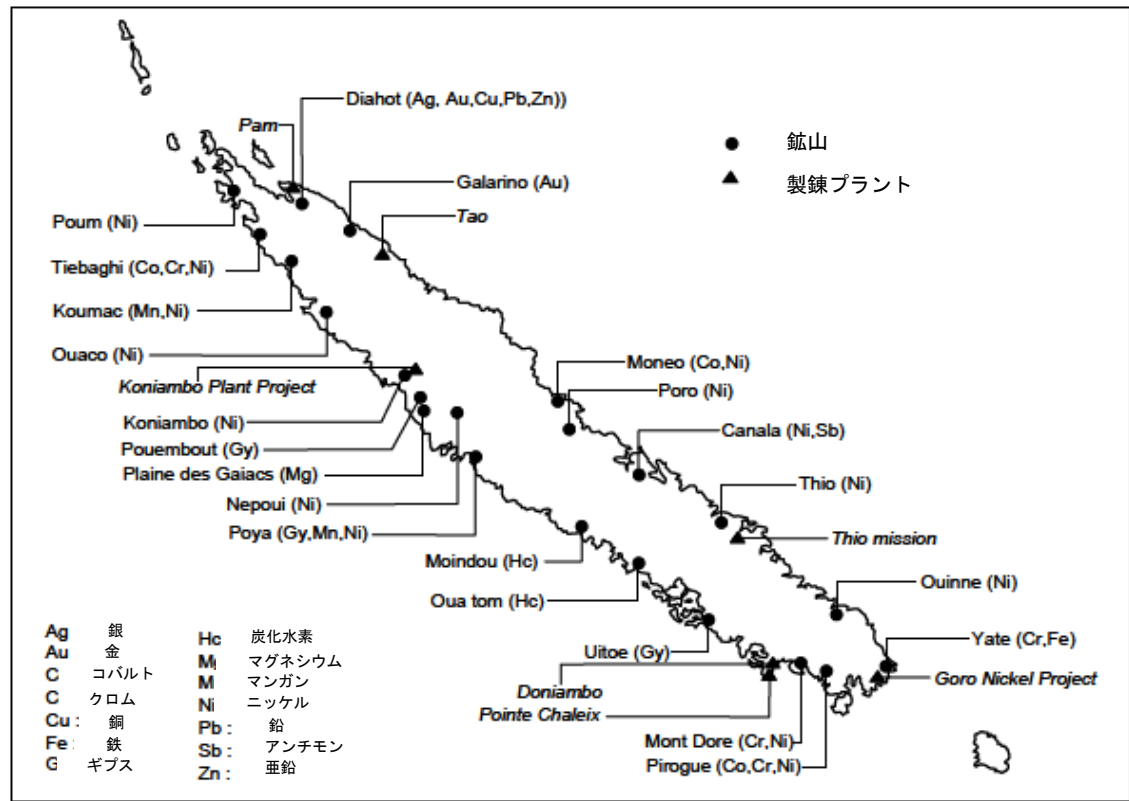 Diahot (Ag, Au,Cu,Pb,Zn))
Pam
鉱山
製錬プラント
Galarino (Au)
Tao
Poum (Ni)
Tiebaghi (Co,Cr,Ni)
Koumac (Mn,Ni)
Ouaco (Ni)
Koniambo Plant Project
Koniambo (Ni)
Pouembout (Gy)
Plaine des Gaiacs (Mg)
Nepoui (Ni)
Poya (Gy,Mn,Ni)
Moindou (Hc)
Oua tom (Hc)
Uitoe (Gy)
Doniambo
Pointe Chaleix
Mont Dore (Cr,Ni)
Pirogue (Co,Cr,Ni)
Moneo (Co,Ni)
Poro (Ni)
Canala (Ni,Sb)
Thio (Ni)
Thio mission
Ouinne (Ni)
Yate (Cr,Fe)
Goro Nickel Project
Ag 銀
Au 金
C コバルト
C クロム
Cu : 銅
Fe : 鉄
G ギプス
Hc 炭化水素
M マグネシウム
M マンガン
Ni ニッケル
Pb : 鉛
Sb : アンチモン
Zn : 亜鉛